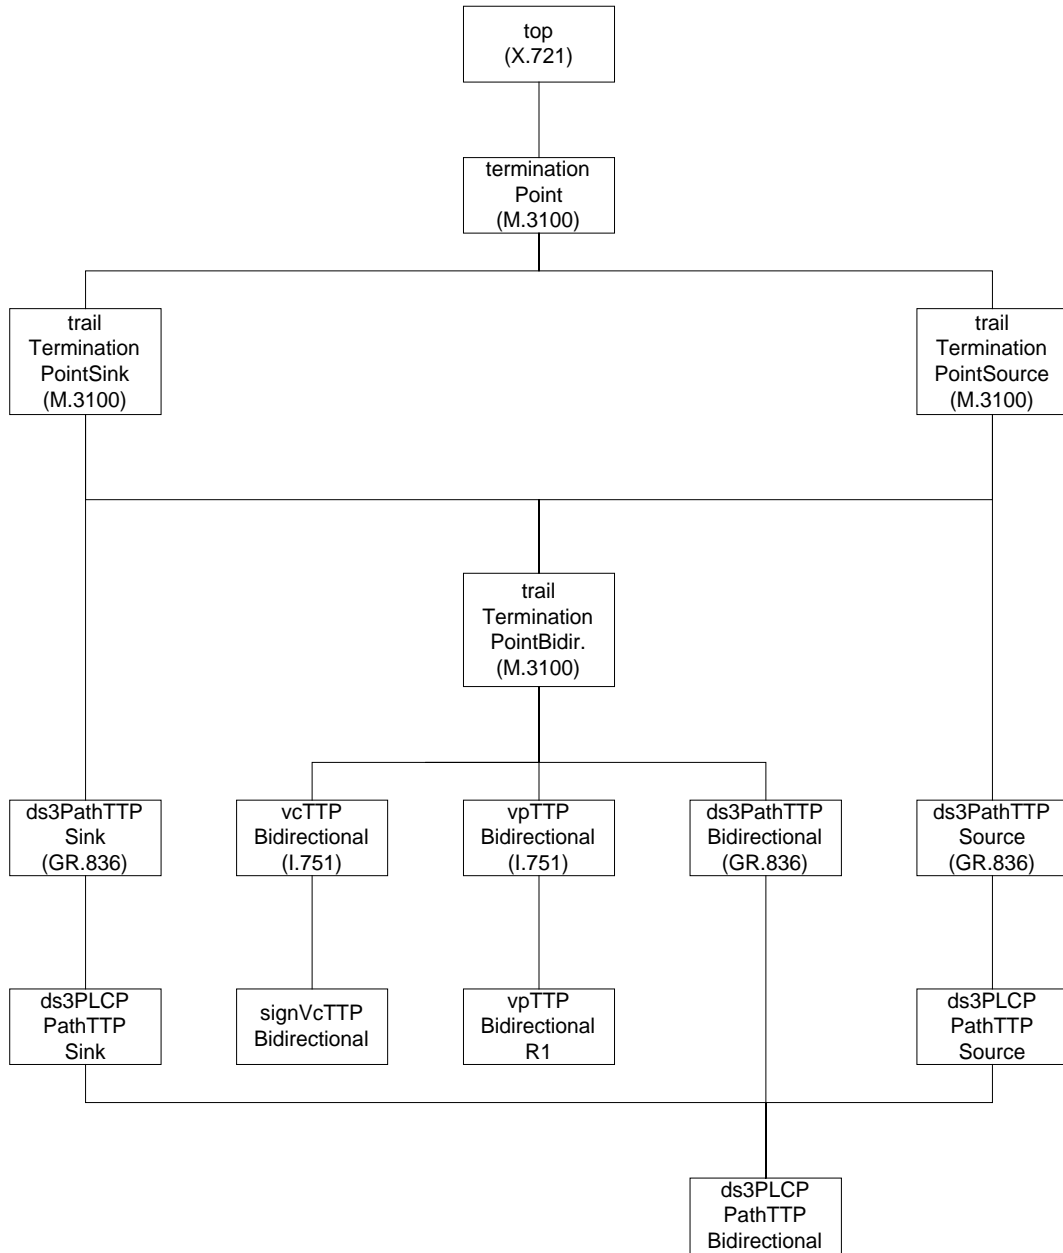 top
(X.721)
termination
Point
(M.3100)
trail
Termination
PointSink
(M.3100)
trail
Termination
PointSource
(M.3100)
trail
Termination
PointBidir.
(M.3100)
ds3PathTTP
Sink
(GR.836)
vcTTP
Bidirectional
(I.751)
vpTTP
Bidirectional
(I.751)
ds3PathTTP
Bidirectional
(GR.836)
ds3PathTTP
Source
(GR.836)
ds3PLCP
PathTTP
Sink
signVcTTP
Bidirectional
vpTTP
Bidirectional
R1
ds3PLCP
PathTTP
Source
ds3PLCP
PathTTP
Bidirectional